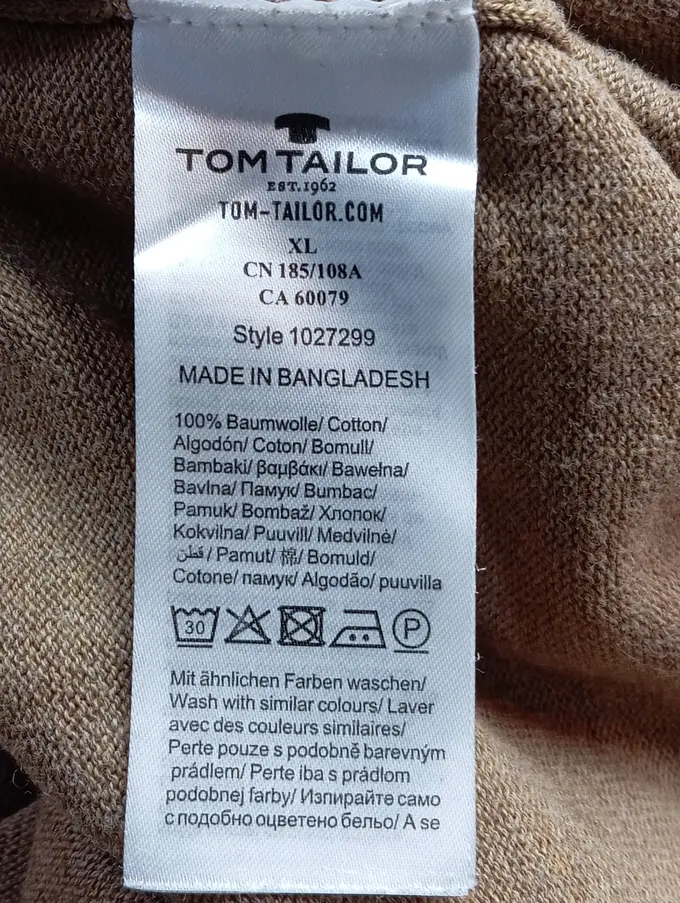 TOM TAILOR
EST.1962
TOM-TAILOR.COM
XL
CN 185/108A
CA 60079
Style 1027299
MADE IN BANGLADESH
100% Baumwolle/ Cotton/
Algodón/ Coton/ Bomull/
Bambaki/ βαμβάκι/ Bawełna/
Bavlna/ Памук/ Bumbac/
Pamuk/ Bombaž/ Хлопок/
Kokvilna/ Puuvill/ Medvilnė/
قطن/ Pamut/ 棉/ Bomuld/
Cotone/ памук/ Algodão/ puuvilla
30 P
Mit ähnlichen Farben waschen/
Wash with similar colours/ Laver
avec des couleurs similaires/
Perte pouze s podobně barevným
prádlem/ Perte iba s prádlom
podobnej farby/ Изпирайте само
с подобно оцветено бельо/ A se